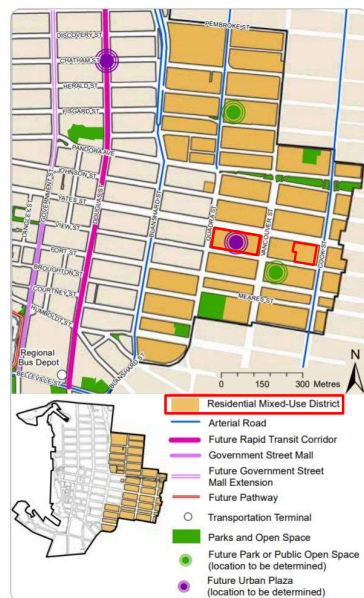 PEMBROKE ST
DISCOVERY ST
CHATHAM ST
HERALD ST
FISGARD ST
PANDORA AVE
JOHNSON ST
YATES ST
VIEW ST
FORT ST
BROUGHTON ST
COURTNEY ST
HUMBOLDT ST
BELLEVILLE ST
LANGLEY ST
GOVERNMENT ST
DOUGLAS ST
BLANSHARD ST
BLANSHARD ST
QUADRA ST
VANCOUVER ST
COOK ST
MEARES ST
Regional
Bus Depot
N
0 150 300 Metres
Residential Mixed-Use District
Arterial Road
Future Rapid Transit Corridor
Government Street Mall
Future Government Street
Mall Extension
Future Pathway
Transportation Terminal
Parks and Open Space
Future Park or Public Open Space
(location to be determined)
Future Urban Plaza
(location to be determined)